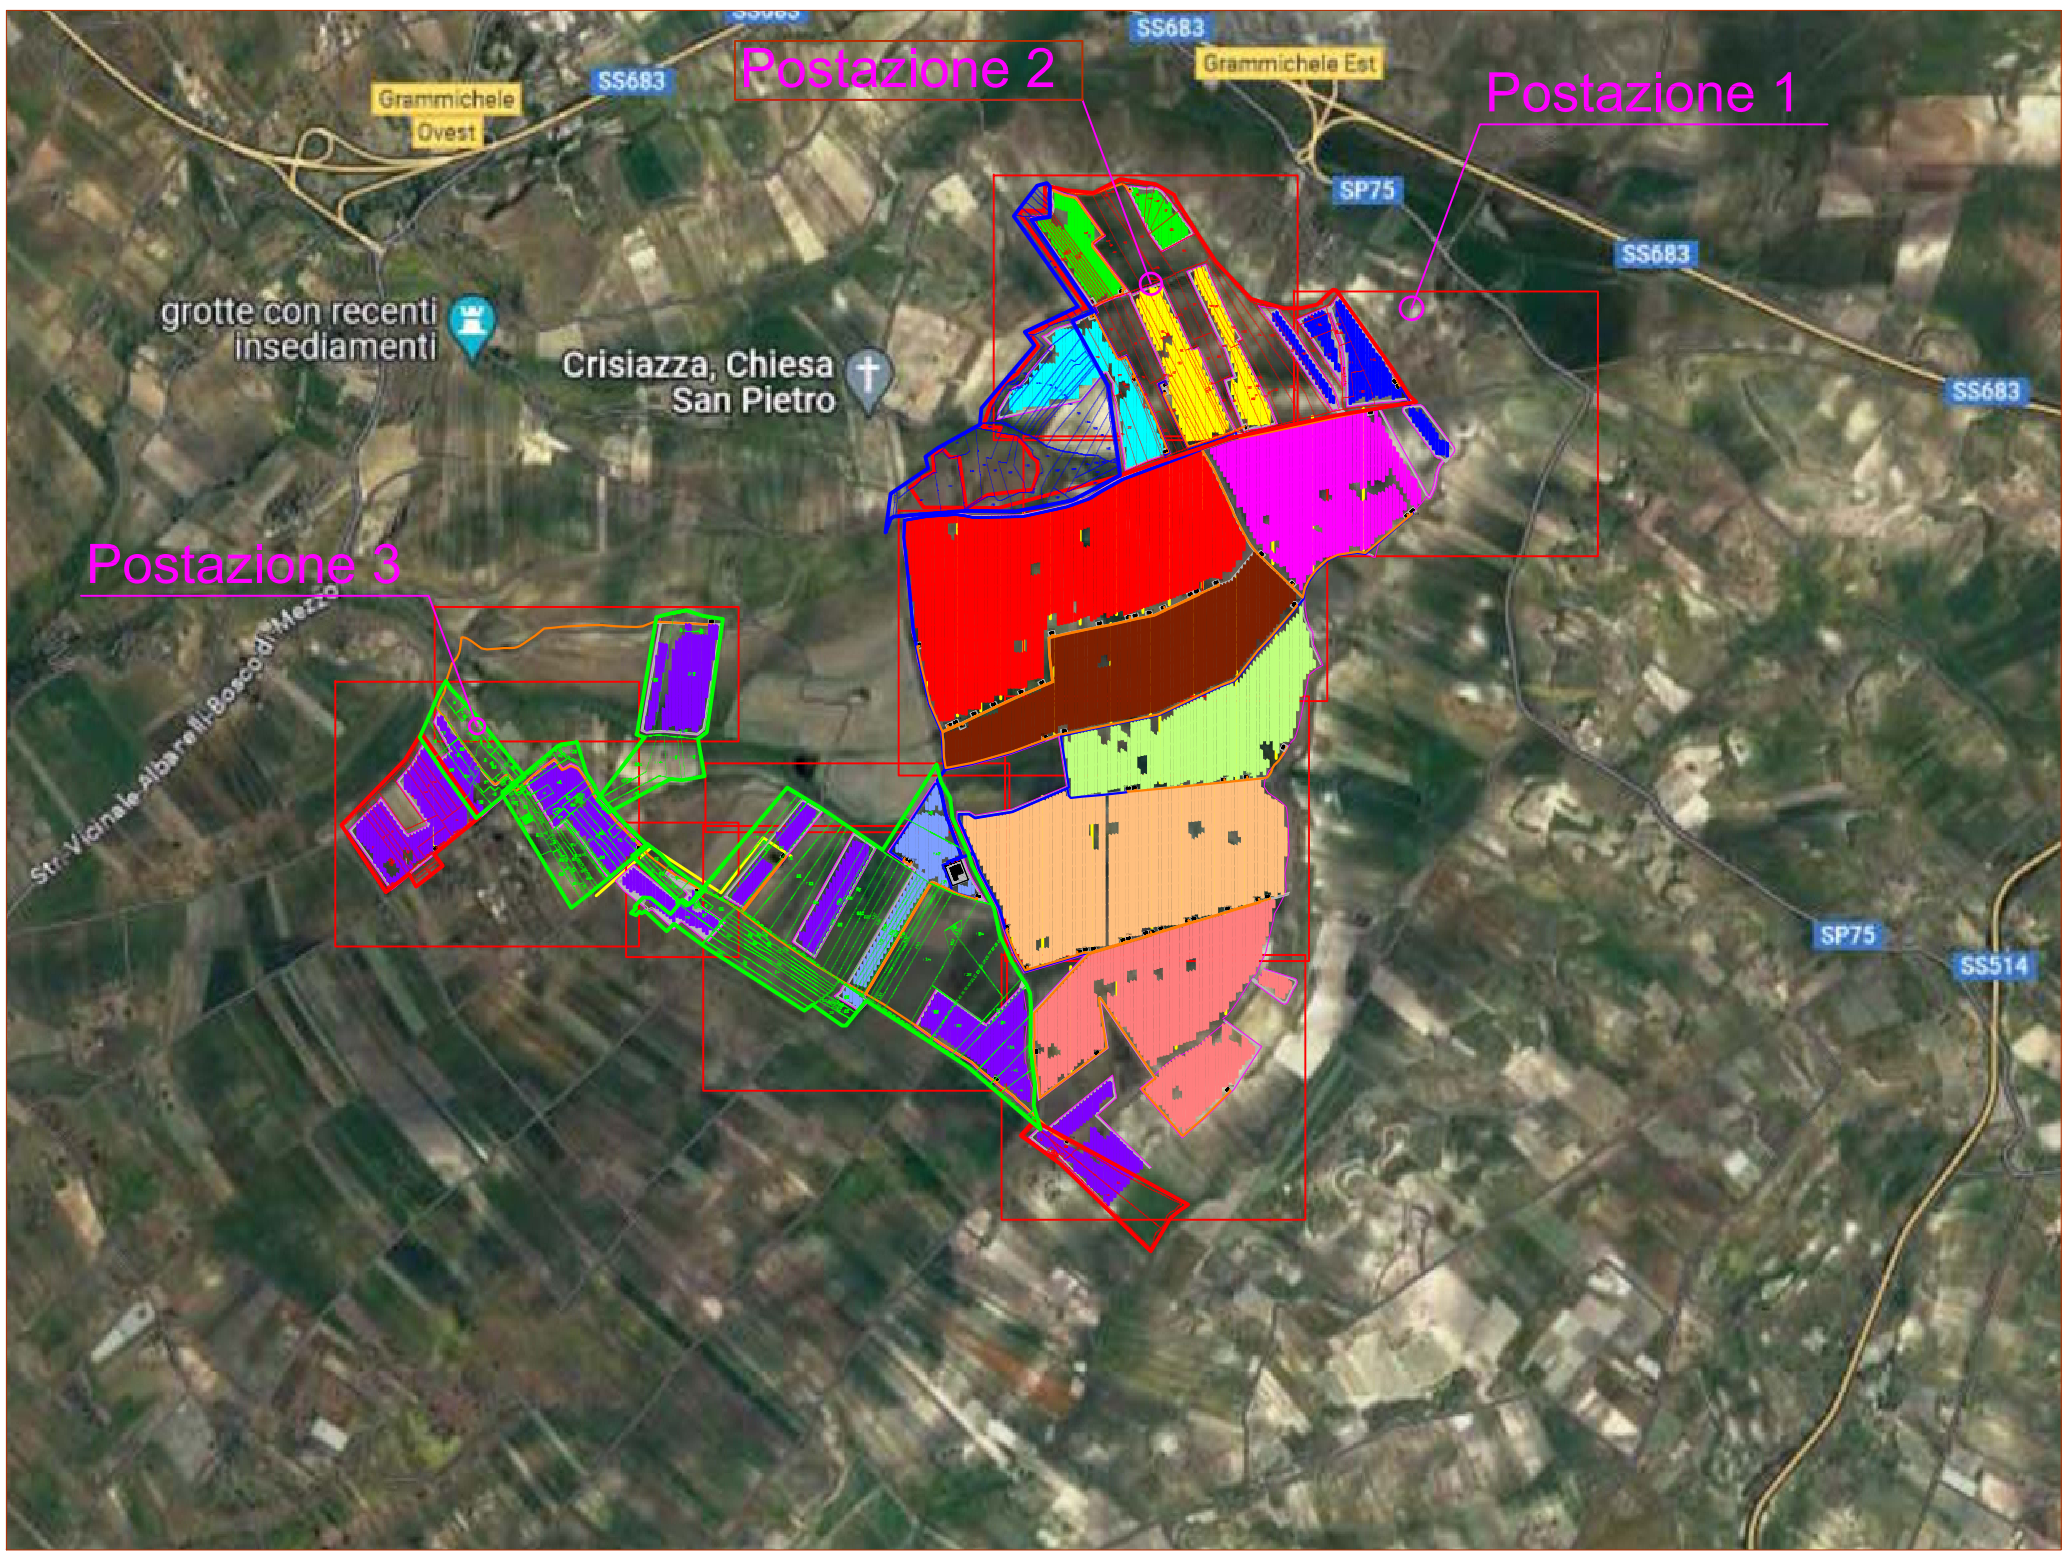 SS683
SS683
Postazione 2
Grammichele Est
SS683
Postazione 1
Grammichele
Ovest
SP75
SS683
grotte con recenti
insediamenti
Crisiazza, Chiesa
San Pietro
SS683
Postazione 3
Str. Vicinale Albarelli-Bosco di Mezzo
SP75
SS514